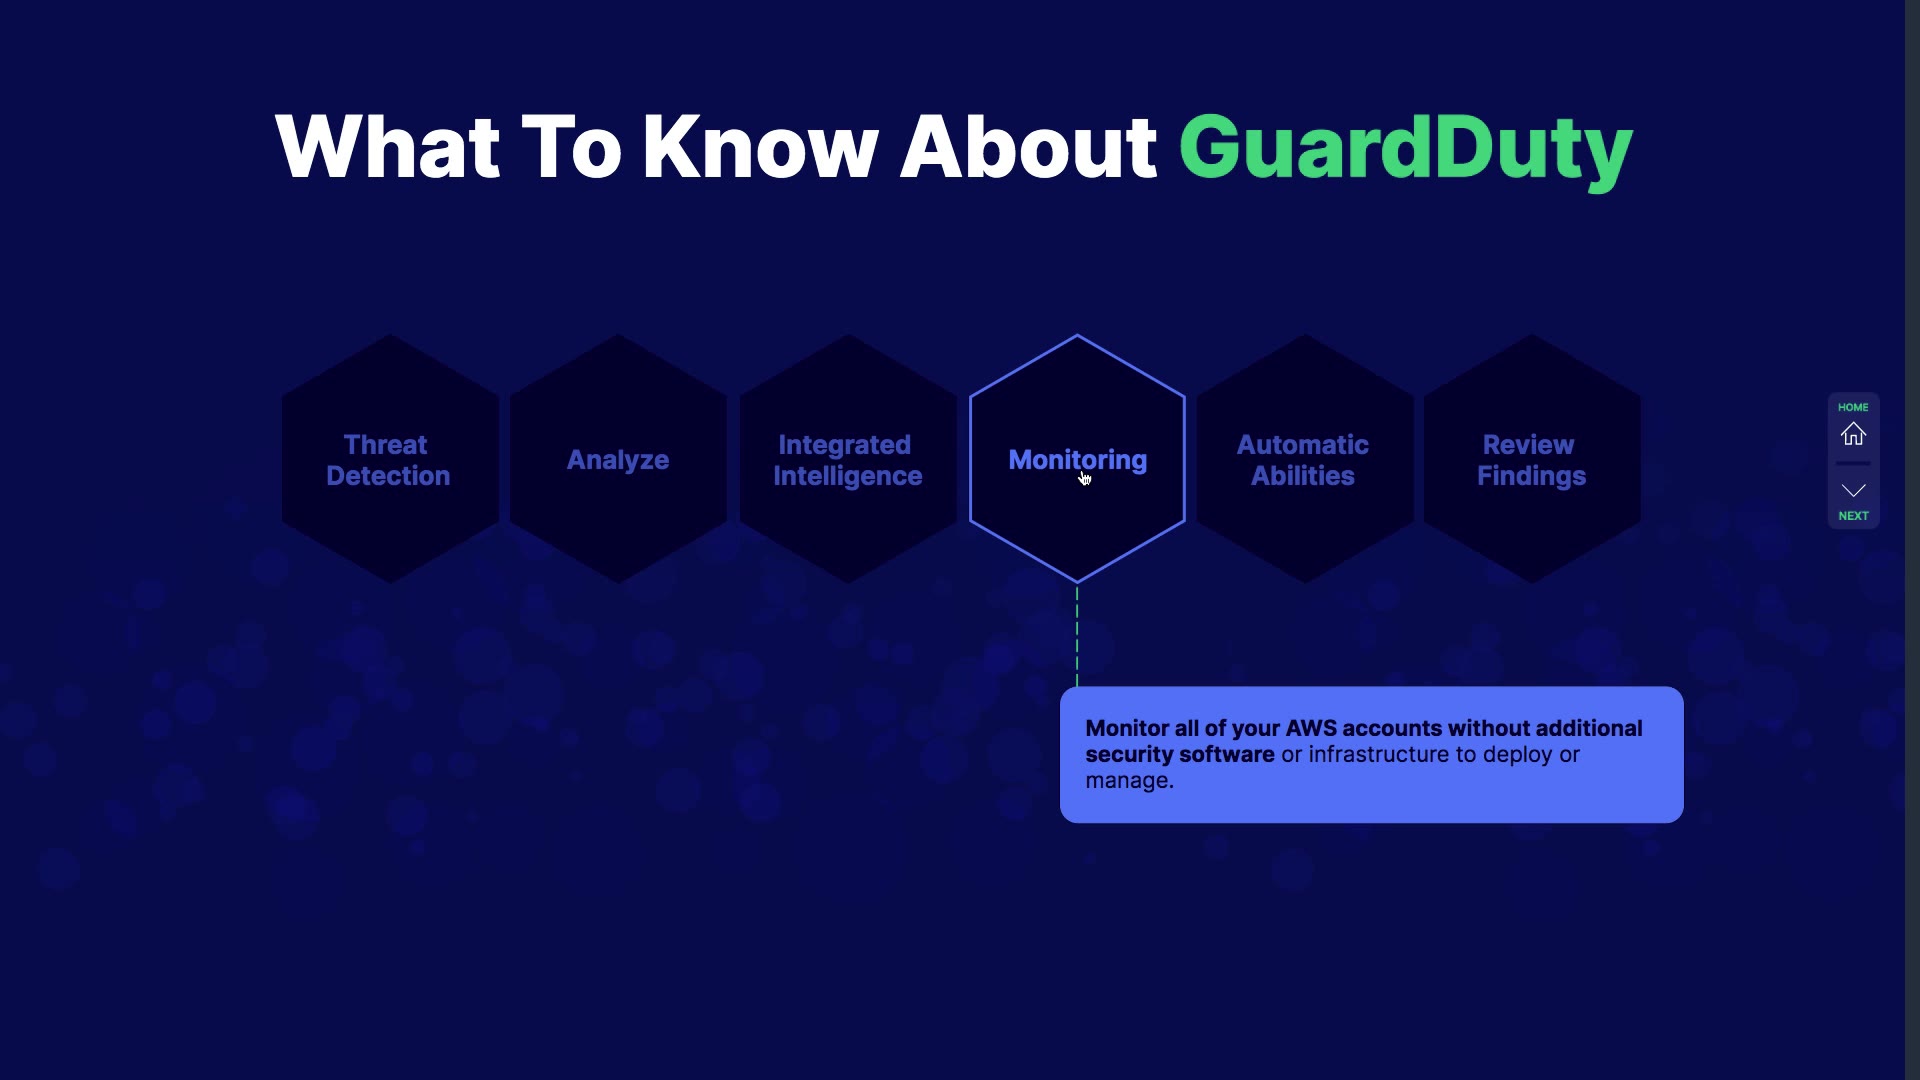 What To Know About GuardDuty
Threat
Detection
Analyze
Integrated
Intelligence
Monitoring
Automatic
Abilities
Review
Findings
HOME
NEXT
Monitor all of your AWS accounts without additional
security software or infrastructure to deploy or
manage.